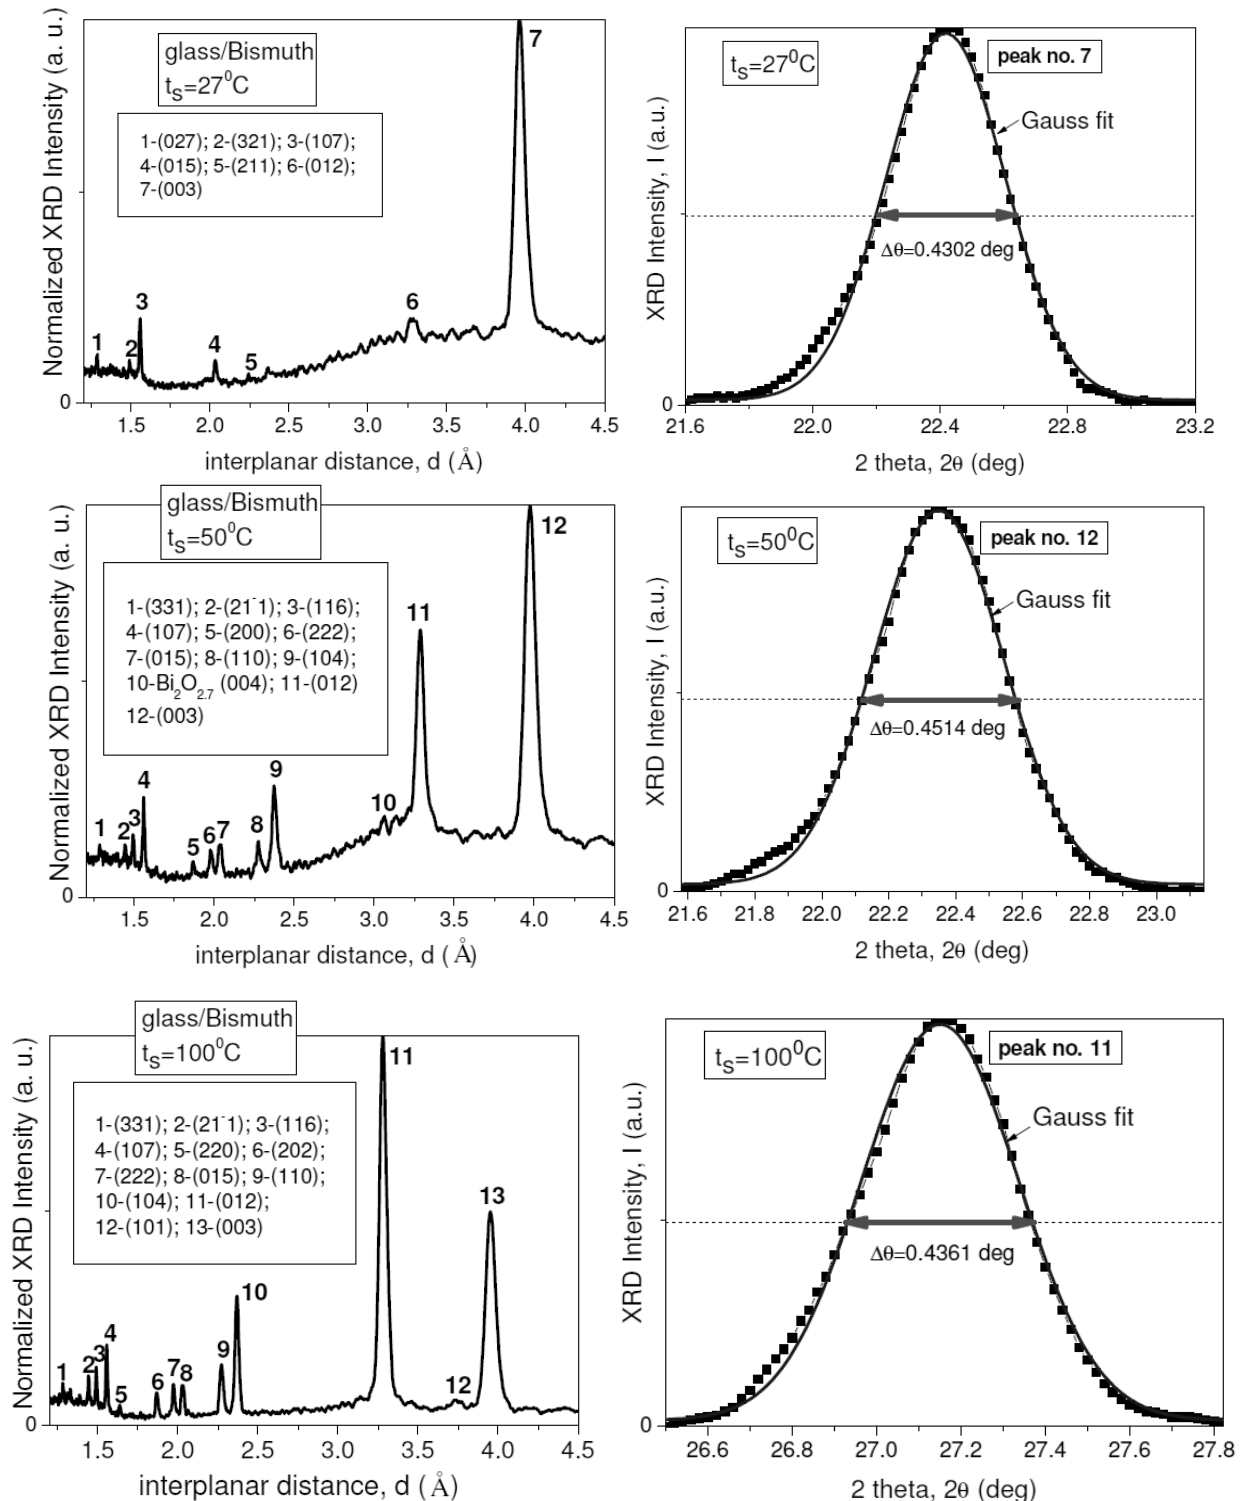 Normalized XRD Intensity (a. u.)
glass/Bismuth
tS=27⁰C
1-(027); 2-(321); 3-(107);
4-(015); 5-(211); 6-(012);
7-(003)
1
2
3
4
5
6
7
0
1.5 2.0 2.5 3.0 3.5 4.0 4.5
interplanar distance, d (Å)
XRD Intensity, I (a.u.)
tS=27⁰C
peak no. 7
Gauss fit
Δθ=0.4302 deg
0
21.6 22.0 22.4 22.8 23.2
2 theta, 2θ (deg)
Normalized XRD Intensity (a. u.)
glass/Bismuth
tS=50⁰C
1-(331); 2-(21⁻1); 3-(116);
4-(107); 5-(200); 6-(222);
7-(015); 8-(110); 9-(104);
10-Bi₂O₂.₇ (004); 11-(012)
12-(003)
1
2
3
4
5
6
7
8
9
10
11
12
0
1.5 2.0 2.5 3.0 3.5 4.0 4.5
interplanar distance, d (Å)
XRD Intensity, I (a.u.)
tS=50⁰C
peak no. 12
Gauss fit
Δθ=0.4514 deg
0
21.6 21.8 22.0 22.2 22.4 22.6 22.8 23.0
2 theta, 2θ (deg)
Normalized XRD Intensity (a. u.)
glass/Bismuth
tS=100⁰C
1-(331); 2-(21⁻1); 3-(116);
4-(107); 5-(220); 6-(202);
7-(222); 8-(015); 9-(110);
10-(104); 11-(012);
12-(101); 13-(003)
1
2
3
4
5
6
7
8
9
10
11
12
13
0
1.5 2.0 2.5 3.0 3.5 4.0 4.5
interplanar distance, d (Å)
XRD Intensity, I (a.u.)
tS=100⁰C
peak no. 11
Gauss fit
Δθ=0.4361 deg
0
26.6 26.8 27.0 27.2 27.4 27.6 27.8
2 theta, 2θ (deg)